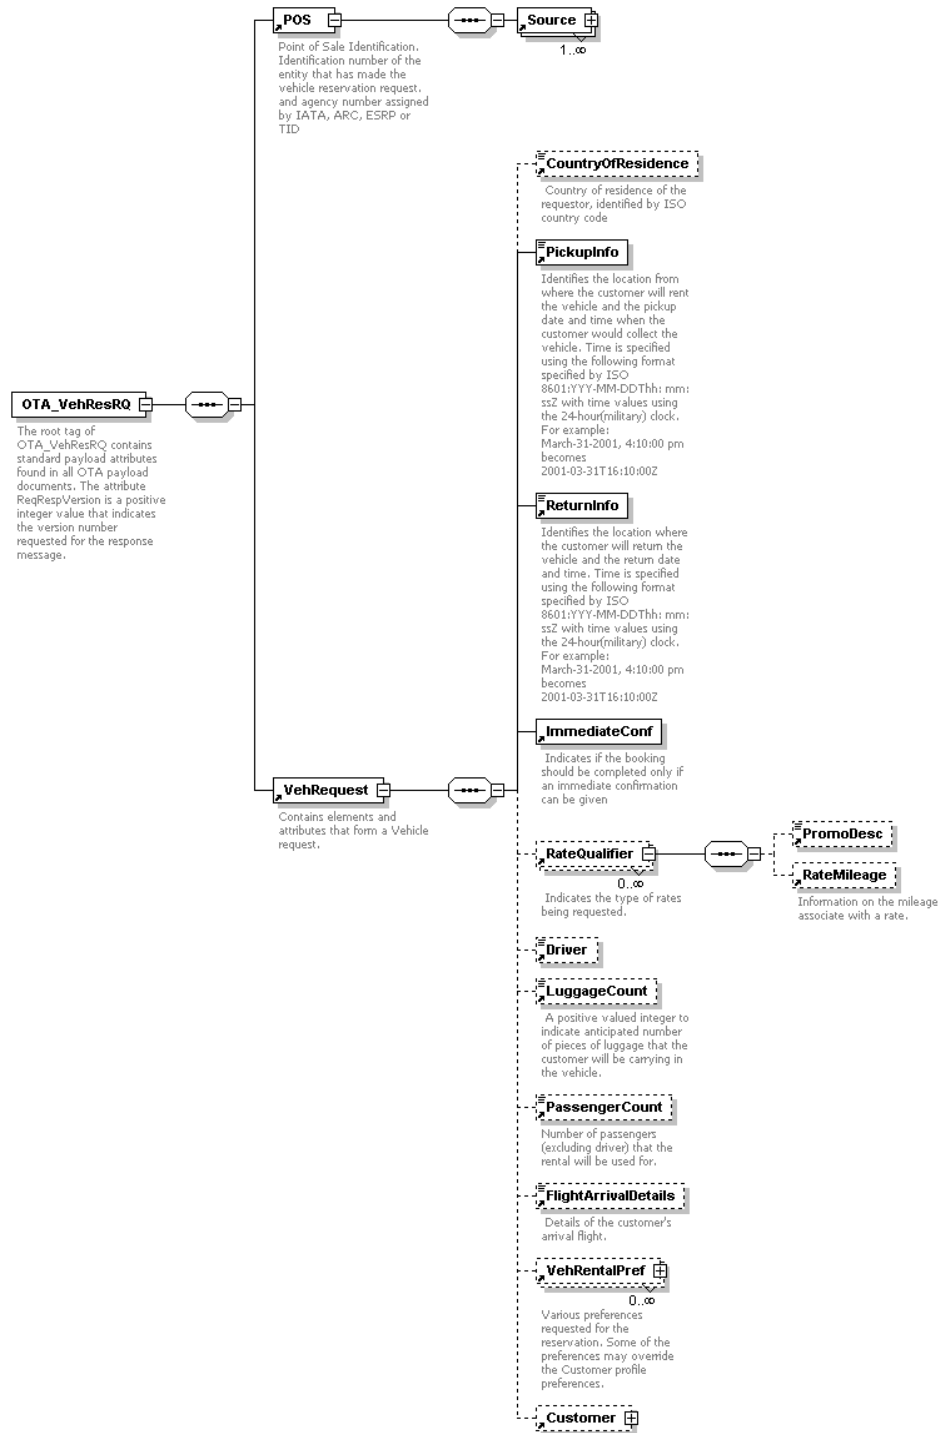 POS
Source
1..∞
Point of Sale Identification.
Identification number of the
entity that has made the
vehicle reservation request.
and agency number assigned
by IATA, ARC, ESRP or
TID
CountryOfResidence
Country of residence of the
requestor, identified by ISO
country code
PickupInfo
Identifies the location from
where the customer will rent
the vehicle and the pickup
date and time when the
customer would collect the
vehicle. Time is specified
using the following format
specified by ISO
8601:YYY-MM-DDThh: mm:
ssZ with time values using
the 24-hour(military) clock.
For example:
March-31-2001, 4:10:00 pm
becomes
2001-03-31T16:10:00Z
OTA_VehResRQ
The root tag of
OTA_VehResRQ contains
standard payload attributes
found in all OTA payload
documents. The attribute
ReqRespVersion is a positive
integer value that indicates
the version number
requested for the response
message.
ReturnInfo
Identifies the location where
the customer will return the
vehicle and the return date
and time. Time is specified
using the following format
specified by ISO
8601:YYY-MM-DDThh: mm:
ssZ with time values using
the 24-hour(military) clock.
For example:
March-31-2001, 4:10:00 pm
becomes
2001-03-31T16:10:00Z
ImmediateConf
Indicates if the booking
should be completed only if
an immediate confirmation
can be given
VehRequest
Contains elements and
attributes that form a Vehicle
request.
RateQualifier
0..∞
Indicates the type of rates
being requested.
PromoDesc
RateMileage
Information on the mileage
associate with a rate.
Driver
LuggageCount
A positive valued integer to
indicate anticipated number
of pieces of luggage that the
customer will be carrying in
the vehicle.
PassengerCount
Number of passengers
(excluding driver) that the
rental will be used for.
FlightArrivalDetails
Details of the customer's
arrival flight.
VehRentalPref
0..∞
Various preferences
requested for the
reservation. Some of the
preferences may override
the Customer profile
preferences.
Customer